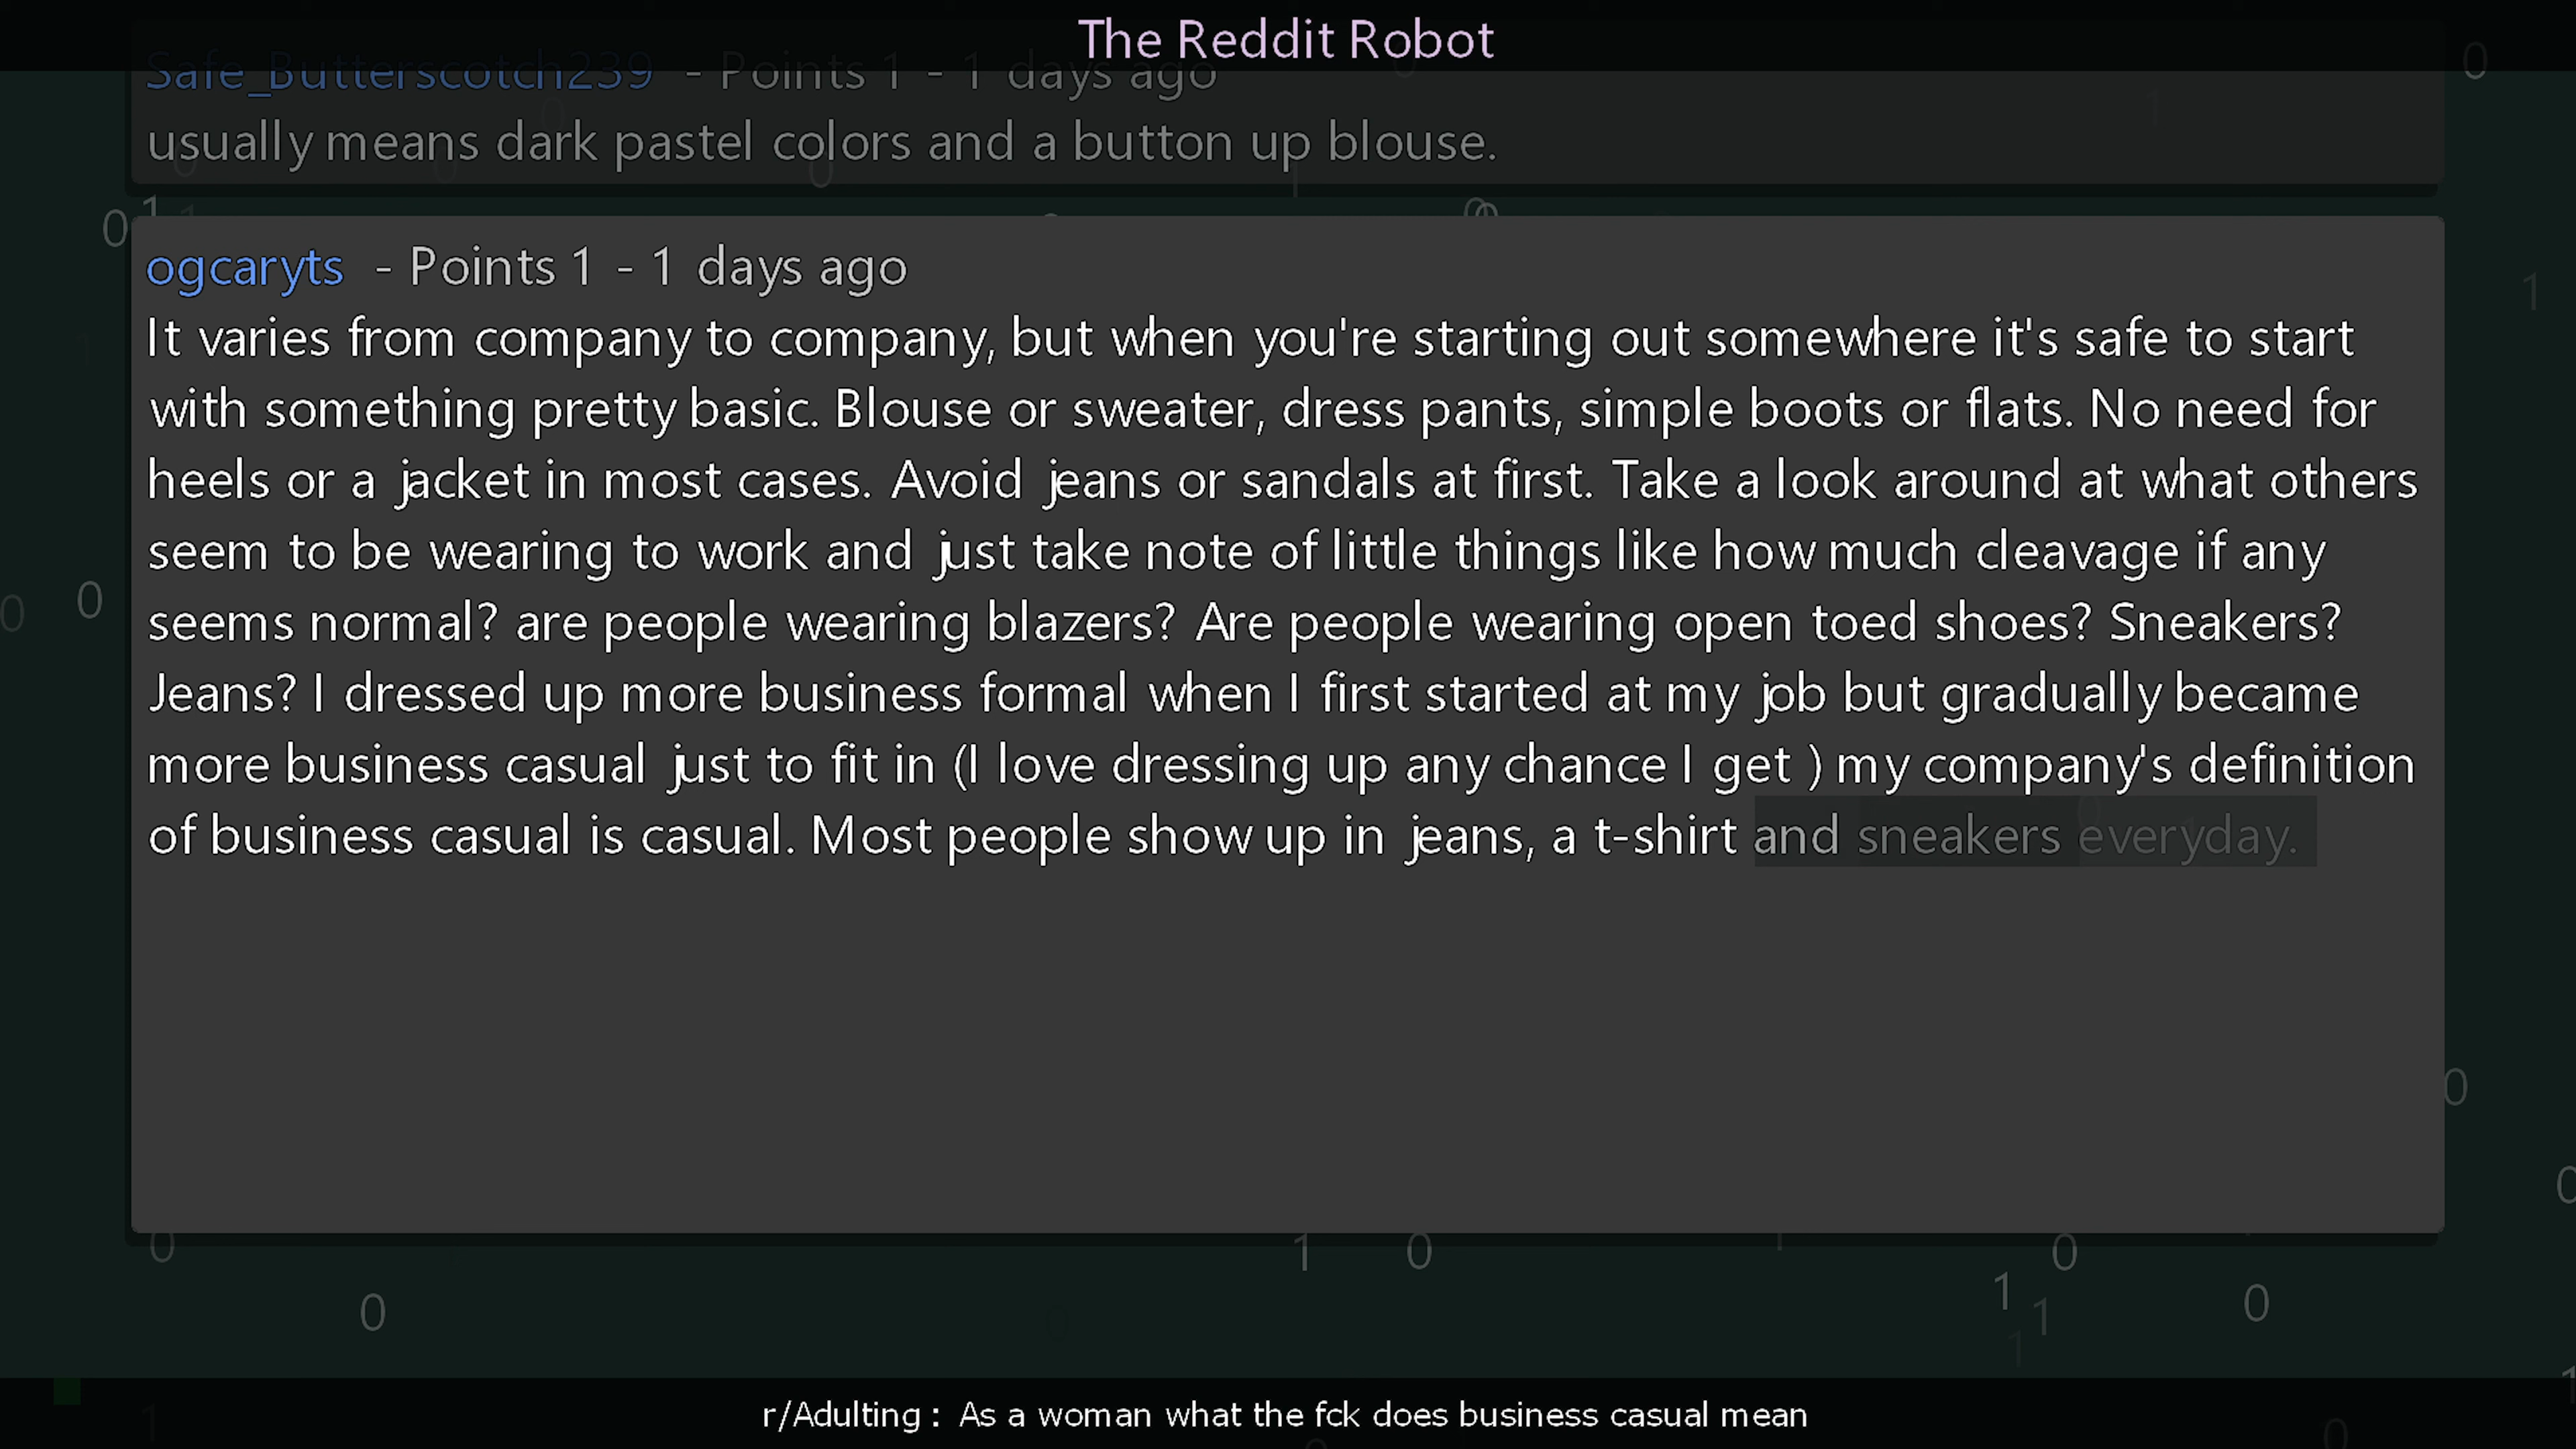 The Reddit Robot
Safe_Butterscotch239 - Points 1 - 1 days ago
usually means dark pastel colors and a button up blouse.
ogcaryts - Points 1 - 1 days ago
It varies from company to company, but when you're starting out somewhere it's safe to start
with something pretty basic. Blouse or sweater, dress pants, simple boots or flats. No need for
heels or a jacket in most cases. Avoid jeans or sandals at first. Take a look around at what others
seem to be wearing to work and just take note of little things like how much cleavage if any
seems normal? are people wearing blazers? Are people wearing open toed shoes? Sneakers?
Jeans? I dressed up more business formal when I first started at my job but gradually became
more business casual just to fit in (I love dressing up any chance I get ) my company's definition
of business casual is casual. Most people show up in jeans, a t-shirt and sneakers everyday.
r/Adulting : As a woman what the fck does business casual mean